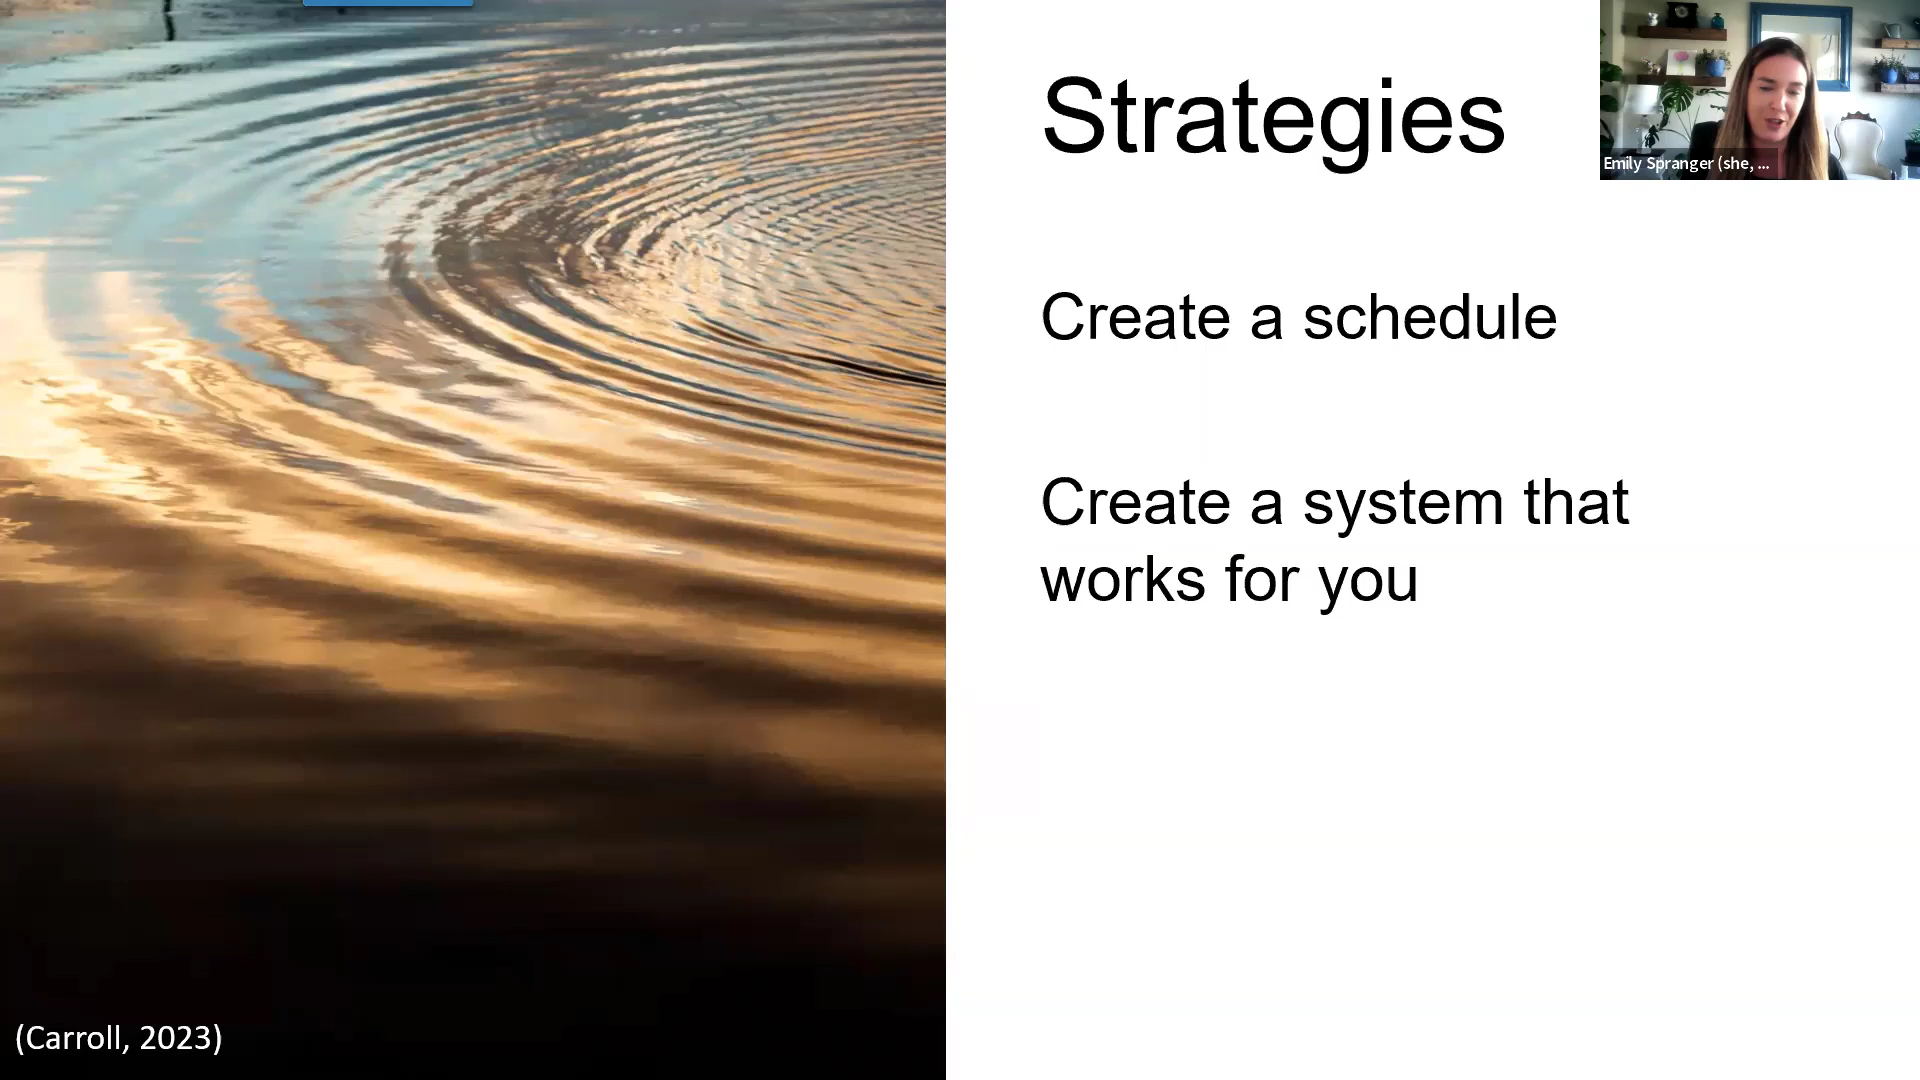 Strategies
Emily Spranger (she, ...
Create a schedule
Create a system that
works for you
(Carroll, 2023)